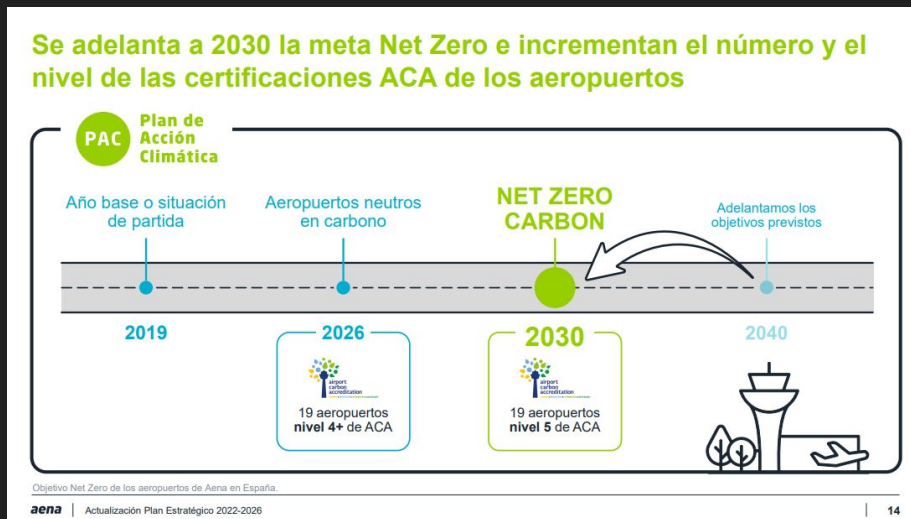 Se adelanta a 2030 la meta Net Zero e incrementan el número y el
nivel de las certificaciones ACA de los aeropuertos
PAC
Plan de
Acción
Climática
Año base o situación
de partida
Aeropuertos neutros
en carbono
NET ZERO
CARBON
Adelantamos los
objetivos previstos
2019
2026
2030
2040
airport
carbon
accreditation
19 aeropuertos
nivel 4+ de ACA
airport
carbon
accreditation
19 aeropuertos
nivel 5 de ACA
Objetivo Net Zero de los aeropuertos de Aena en España.
aena | Actualización Plan Estratégico 2022-2026
14